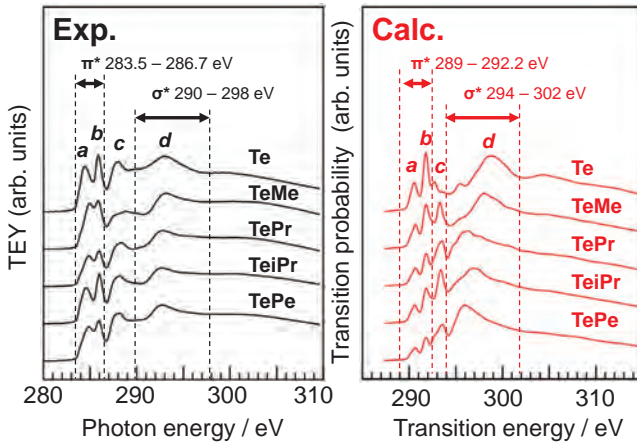 Exp.
π* 283.5 – 286.7 eV
σ* 290 – 298 eV
a
b
c
d
Te
TeMe
TePr
TeiPr
TePe
TEY (arb. units)
280
290
300
310
Photon energy / eV
Calc.
π* 289 – 292.2 eV
σ* 294 – 302 eV
a
b
c
d
Te
TeMe
TePr
TeiPr
TePe
Transition probability (arb. units)
290
300
310
Transition energy / eV